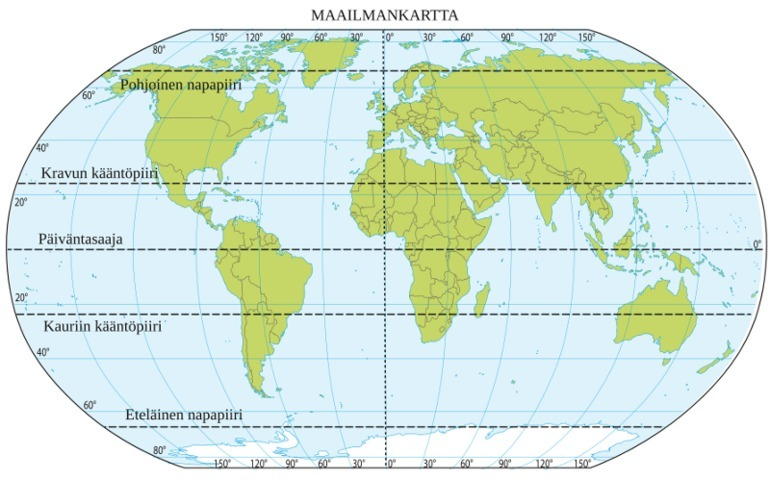 MAAILMANKARTTA
150° 120° 90° 60° 30° 0° 30° 60° 90° 120° 150°
80°
Pohjoinen napapiiri
60°
40°
Kravun kääntöpiiri
20°
Päiväntasaaja
0°
20°
Kauriin kääntöpiiri
40°
60°
Eteläinen napapiiri
80°
150° 120° 90° 60° 30° 0° 30° 60° 90° 120° 150°